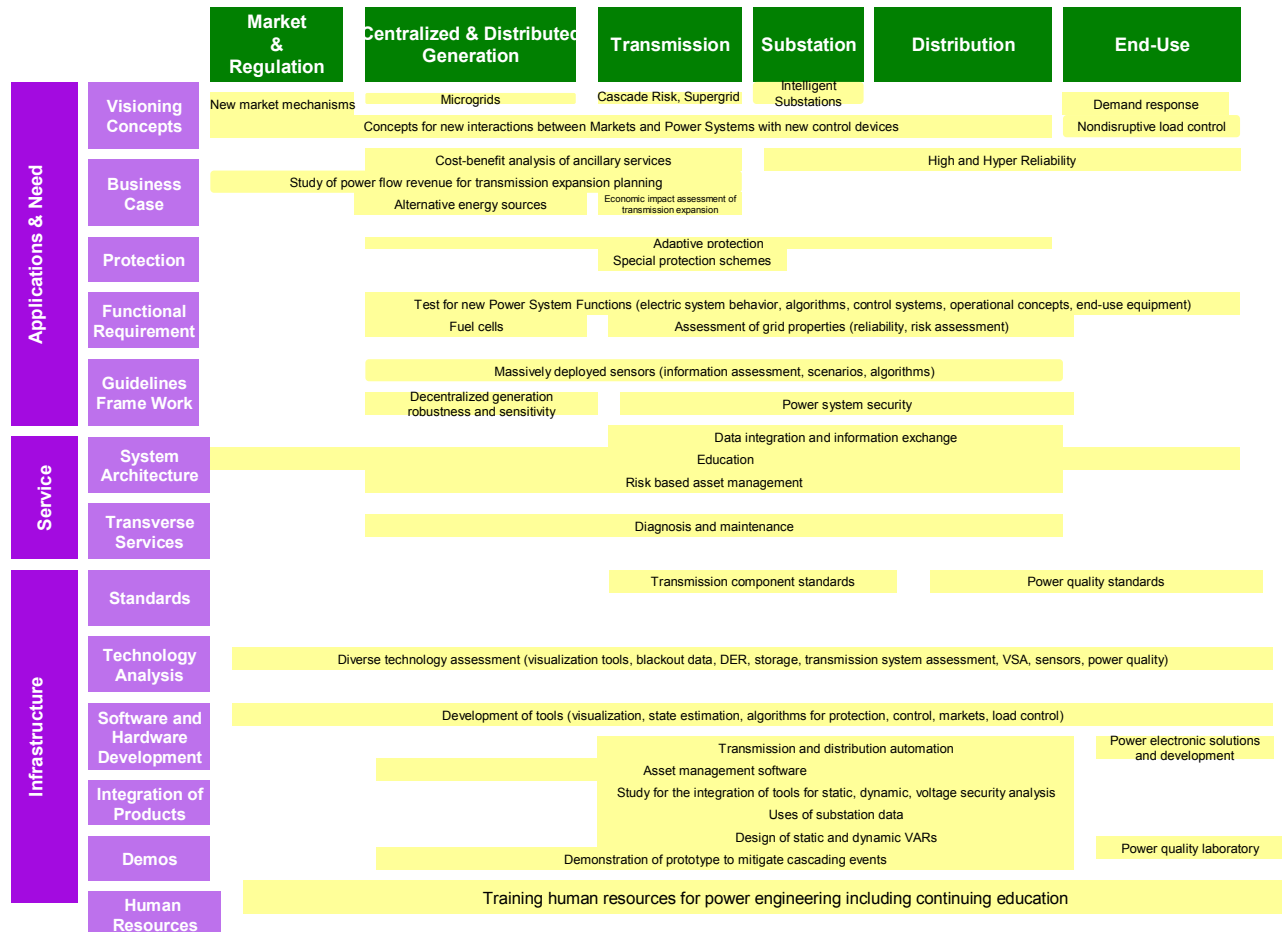 Market
&
Regulation
Centralized & Distributed
Generation
Transmission
Substation
Distribution
End-Use
Applications & Need
Visioning
Concepts
New market mechanisms
Microgrids
Cascade Risk, Supergrid
Intelligent
Substations
Demand response
Concepts for new interactions between Markets and Power Systems with new control devices
Nondisruptive load control
Business
Case
Cost-benefit analysis of ancillary services
High and Hyper Reliability
Study of power flow revenue for transmission expansion planning
Alternative energy sources
Economic impact assessment of
transmission expansion
Protection
Adaptive protection
Special protection schemes
Functional
Requirement
Test for new Power System Functions (electric system behavior, algorithms, control systems, operational concepts, end-use equipment)
Fuel cells
Assessment of grid properties (reliability, risk assessment)
Guidelines
Frame Work
Massively deployed sensors (information assessment, scenarios, algorithms)
Decentralized generation
robustness and sensitivity
Power system security
Service
System
Architecture
Data integration and information exchange
Education
Risk based asset management
Transverse
Services
Diagnosis and maintenance
Infrastructure
Standards
Transmission component standards
Power quality standards
Technology
Analysis
Diverse technology assessment (visualization tools, blackout data, DER, storage, transmission system assessment, VSA, sensors, power quality)
Software and
Hardware
Development
Development of tools (visualization, state estimation, algorithms for protection, control, markets, load control)
Transmission and distribution automation
Power electronic solutions
and development
Asset management software
Integration of
Products
Study for the integration of tools for static, dynamic, voltage security analysis
Uses of substation data
Demos
Design of static and dynamic VARs
Power quality laboratory
Demonstration of prototype to mitigate cascading events
Human
Resources
Training human resources for power engineering including continuing education